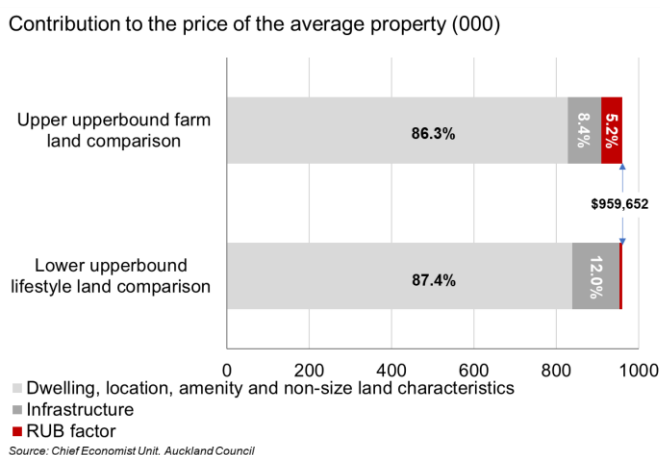 Contribution to the price of the average property (000)
Upper upperbound farm
land comparison
86.3%
8.4%
5.2%
$959,652
Lower upperbound
lifestyle land comparison
87.4%
12.0%
0
200
400
600
800
1000
Dwelling, location, amenity and non-size land characteristics
Infrastructure
RUB factor
Source: Chief Economist Unit, Auckland Council